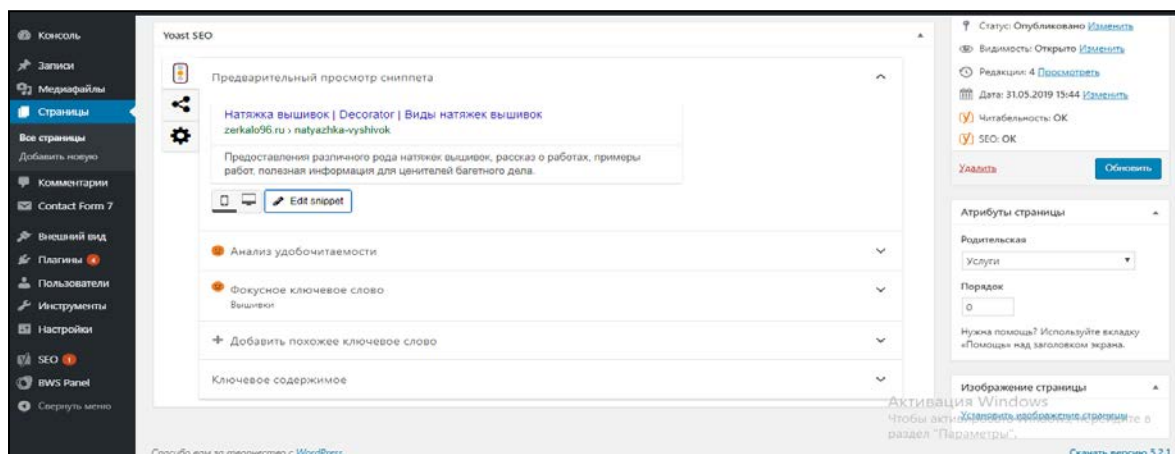 Консоль
Записи
Медиафайлы
Страницы
Все страницы
Добавить новую
Комментарии
Contact Form 7
Внешний вид
Плагины 4
Пользователи
Инструменты
Настройки
SEO 1
BWS Panel
Свернуть меню
Yoast SEO
Предварительный просмотр сниппета
Натяжка вышивок | Decorator | Виды натяжек вышивок
zerkalo96.ru › natyazhka-vyshivok
Предоставления различного рода натяжек вышивок, рассказ о работах, примеры
работ, полезная информация для ценителей багетного дела.
Edit snippet
Анализ удобочитаемости
Фокусное ключевое слово
Вышивки
Добавить похожее ключевое слово
Ключевое содержимое
Спасибо вам за творчество с WordPress.
Статус: Опубликовано Изменить
Видимость: Открыто Изменить
Редакции: 4 Просмотреть
Дата: 31.05.2019 15:44 Изменить
Читабельность: OK
SEO: OK
Удалить
Обновить
Атрибуты страницы
Родительская
Услуги
Порядок
0
Нужна помощь? Используйте вкладку
«Помощь» над заголовком экрана.
Изображение страницы
Установить изображение страницы
Активация Windows
Чтобы активировать Windows, перейдите в
раздел "Параметры".
Скачать версию 5.2.1